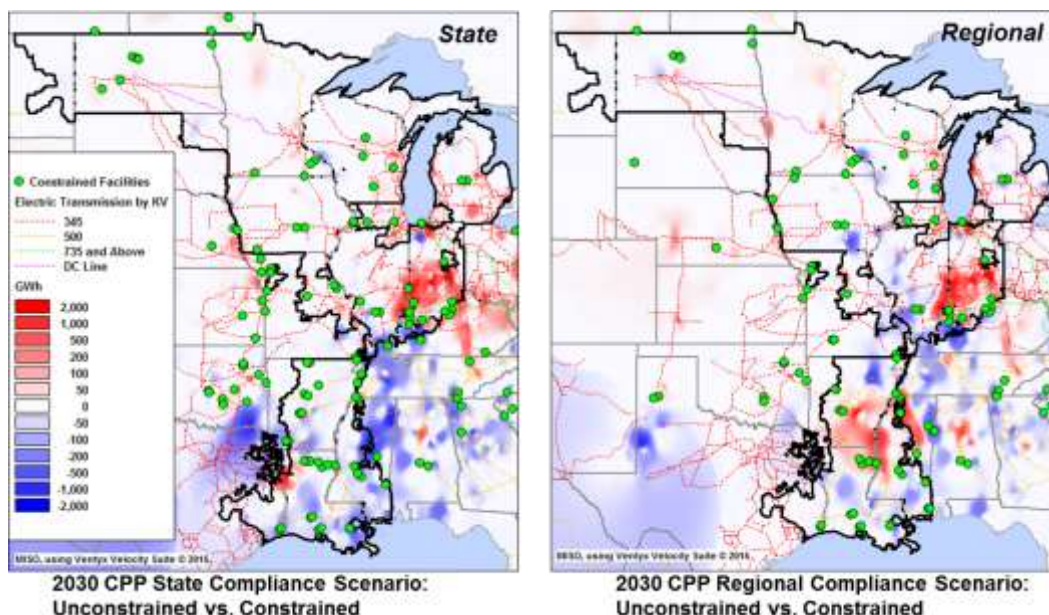 State
Constrained Facilities
Electric Transmission by KV
345
500
735 and Above
DC Line
GWh
2,000
1,000
500
200
100
50
0
-50
-100
-200
-500
-1,000
-2,000
MISO, using Ventyx Velocity Suite © 2015,
2030 CPP State Compliance Scenario:
Unconstrained vs. Constrained
Regional
MISO, using Ventyx Velocity Suite © 2015,
2030 CPP Regional Compliance Scenario:
Unconstrained vs. Constrained